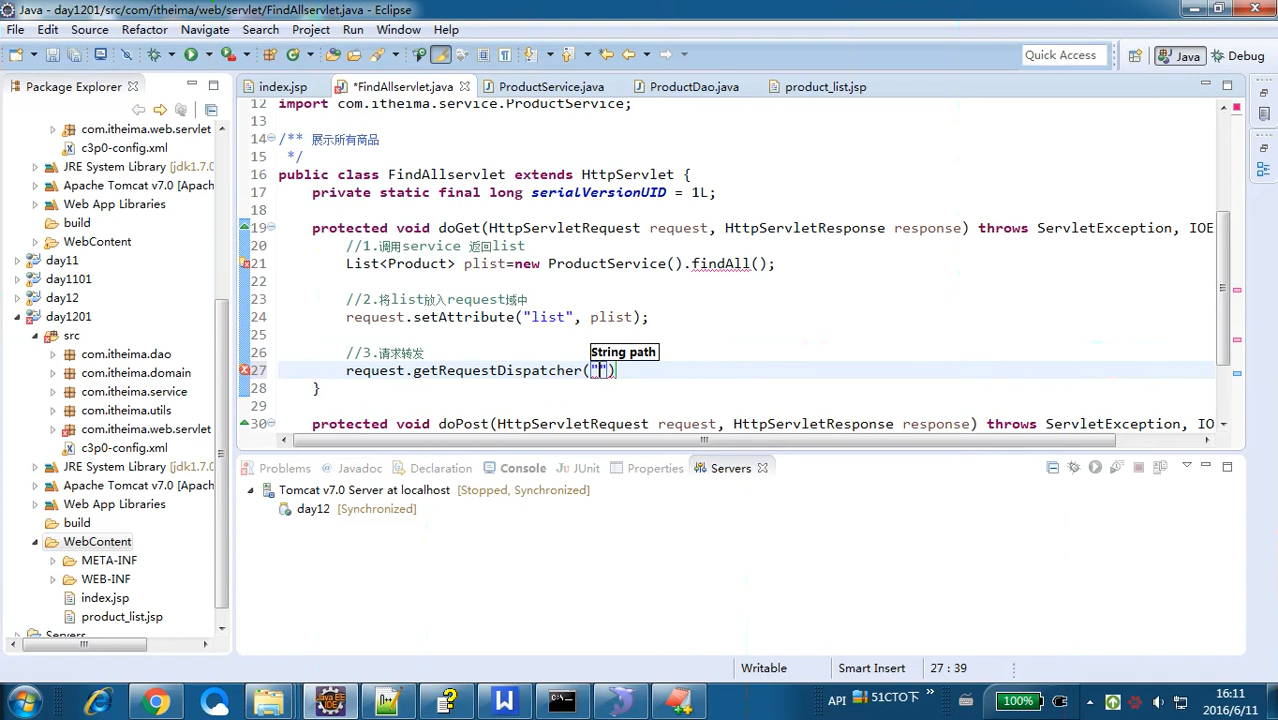 Java - day1201/src/com/itheima/web/servlet/FindAllservlet.java - Eclipse
File Edit Source Refactor Navigate Search Project Run Window Help
Quick Access Java Debug
Package Explorer
index.jsp *FindAllservlet.java ProductService.java ProductDao.java product_list.jsp
com.itheima.web.servlet
c3p0-config.xml
JRE System Library [jdk1.7.0
Apache Tomcat v7.0 [Apac
Web App Libraries
build
WebContent
day11
day1101
day12
day1201
src
com.itheima.dao
com.itheima.domain
com.itheima.service
com.itheima.utils
com.itheima.web.servlet
c3p0-config.xml
JRE System Library [jdk1.7.0
Apache Tomcat v7.0 [Apac
Web App Libraries
build
WebContent
META-INF
WEB-INF
index.jsp
product_list.jsp
Servers
12 import com.itheima.service.ProductService;
13
14 /** 展示所有商品
15 */
16 public class FindAllservlet extends HttpServlet {
17 private static final long serialVersionUID = 1L;
18
19 protected void doGet(HttpServletRequest request, HttpServletResponse response) throws ServletException, IOE
20 //1.调用service 返回list
21 List<Product> plist=new ProductService().findAll();
22
23 //2.将list放入request域中
24 request.setAttribute("list", plist);
25
26 //3.请求转发
String path
27 request.getRequestDispatcher("")
28 }
29
30 protected void doPost(HttpServletRequest request, HttpServletResponse response) throws ServletException, IO
Problems Javadoc Declaration Console JUnit Properties Servers
Tomcat v7.0 Server at localhost [Stopped, Synchronized]
day12 [Synchronized]
Writable Smart Insert 27 : 39
API 51CTO下 » 100% 16:11
2016/6/11